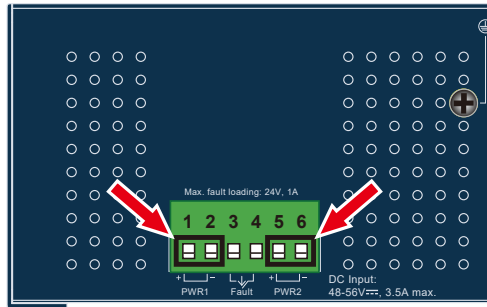 Max. fault loading: 24V, 1A
1 2 3 4 5 6
+ − + −
PWR1 Fault PWR2
DC Input:
48-56V⎓, 3.5A max.